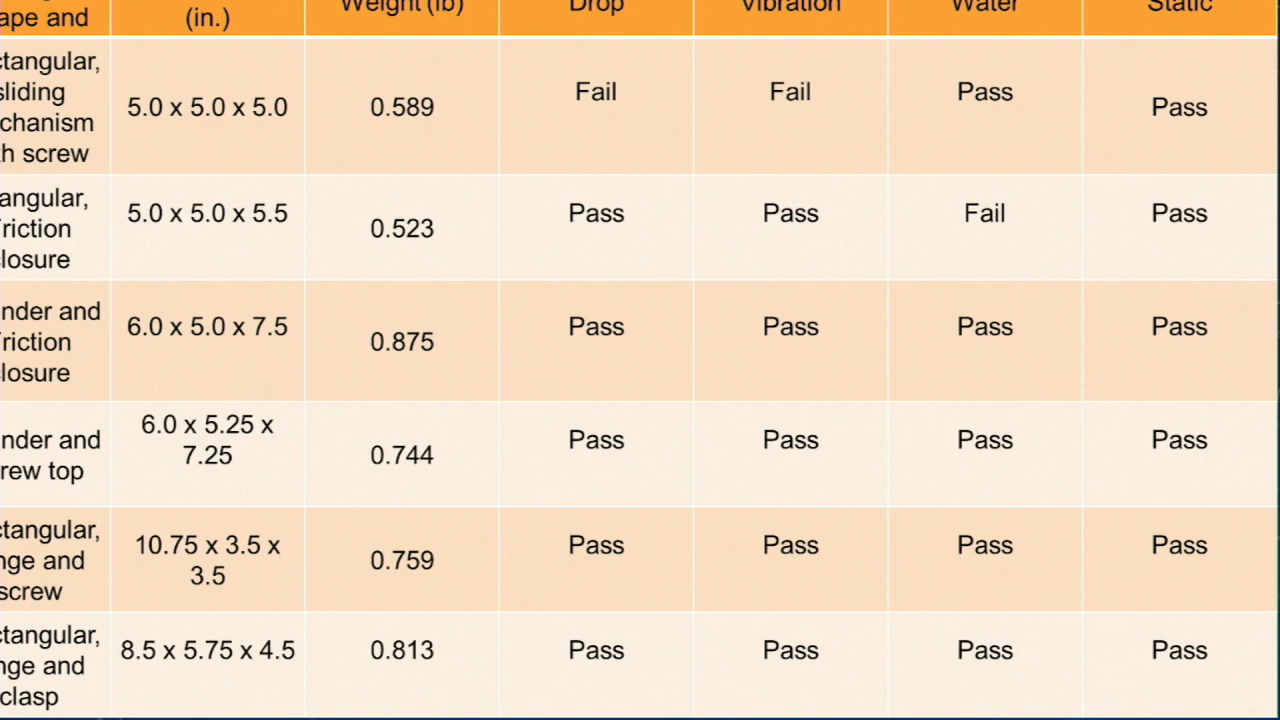 Weight (lb) Drop Vibration Water Static
ape and (in.)
ctangular,
sliding Fail Fail Pass
5.0 x 5.0 x 5.0 0.589 Pass
chanism
th screw
angular, 5.0 x 5.0 x 5.5 Pass Pass Fail Pass
friction 0.523
losure
nder and 6.0 x 5.0 x 7.5 Pass Pass Pass Pass
friction 0.875
losure
6.0 x 5.25 x
nder and Pass Pass Pass Pass
7.25 0.744
rew top
ctangular, 10.75 x 3.5 x Pass Pass Pass Pass
nge and 3.5 0.759
screw
ctangular, 8.5 x 5.75 x 4.5 0.813 Pass Pass Pass Pass
nge and
clasp